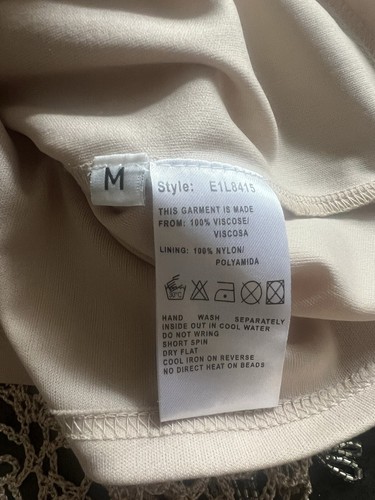 M
Style: E1L8415
THIS GARMENT IS MADE
FROM: 100% VISCOSE/
VISCOSA
LINING: 100% NYLON/
POLYAMIDA
HAND WASH SEPARATELY
INSIDE OUT IN COOL WATER
DO NOT WRING
SHORT SPIN
DRY FLAT
COOL IRON ON REVERSE
NO DIRECT HEAT ON BEADS